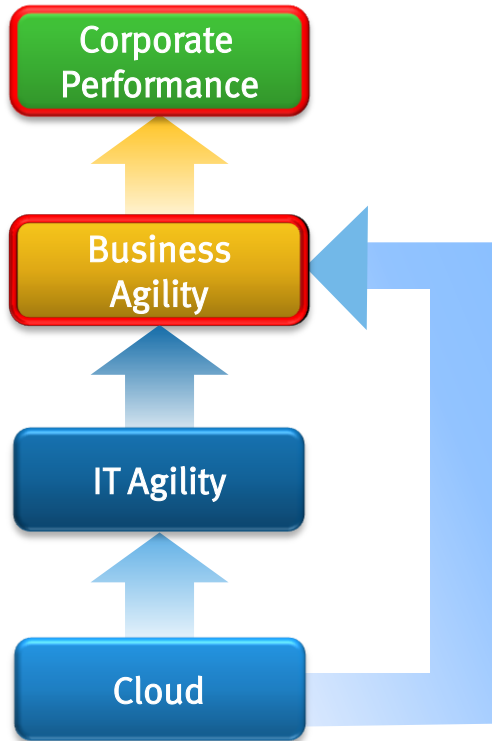 Corporate
Performance
Business
Agility
IT Agility
Cloud